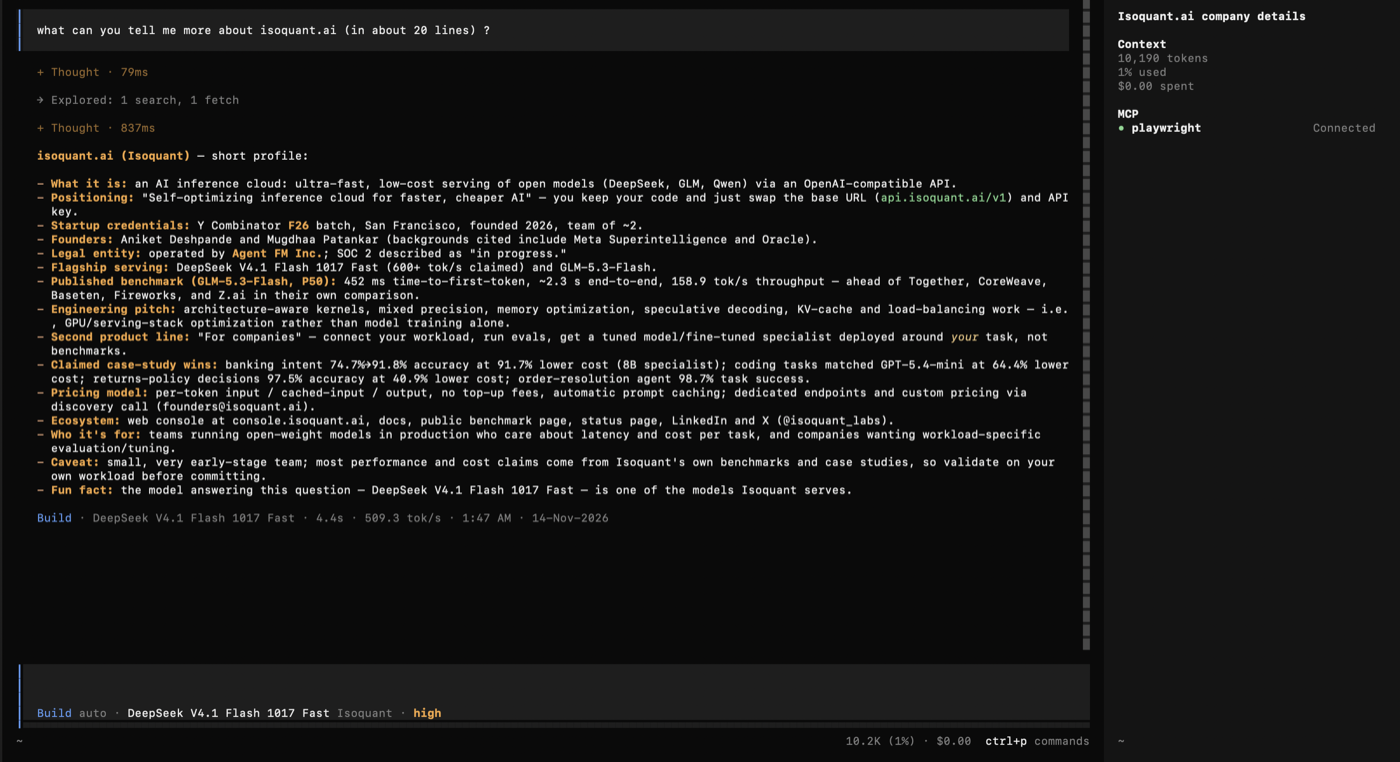 what can you tell me more about isoquant.ai (in about 20 lines) ?
+ Thought · 79ms
→ Explored: 1 search, 1 fetch
+ Thought · 837ms
isoquant.ai (Isoquant) — short profile:
– What it is: an AI inference cloud: ultra-fast, low-cost serving of open models (DeepSeek, GLM, Qwen) via an OpenAI-compatible API.
– Positioning: "Self-optimizing inference cloud for faster, cheaper AI" — you keep your code and just swap the base URL (api.isoquant.ai/v1) and API
key.
– Startup credentials: Y Combinator F26 batch, San Francisco, founded 2026, team of ~2.
– Founders: Aniket Deshpande and Mugdhaa Patankar (backgrounds cited include Meta Superintelligence and Oracle).
– Legal entity: operated by Agent FM Inc.; SOC 2 described as "in progress."
– Flagship serving: DeepSeek V4.1 Flash 1017 Fast (600+ tok/s claimed) and GLM-5.3-Flash.
– Published benchmark (GLM-5.3-Flash, P50): 452 ms time-to-first-token, ~2.3 s end-to-end, 158.9 tok/s throughput — ahead of Together, CoreWeave,
Baseten, Fireworks, and Z.ai in their own comparison.
– Engineering pitch: architecture-aware kernels, mixed precision, memory optimization, speculative decoding, KV-cache and load-balancing work — i.e.
, GPU/serving-stack optimization rather than model training alone.
– Second product line: "For companies" — connect your workload, run evals, get a tuned model/fine-tuned specialist deployed around your task, not
benchmarks.
– Claimed case-study wins: banking intent 74.7%→91.8% accuracy at 91.7% lower cost (8B specialist); coding tasks matched GPT-5.4-mini at 64.4% lower
cost; returns-policy decisions 97.5% accuracy at 40.9% lower cost; order-resolution agent 98.7% task success.
– Pricing model: per-token input / cached-input / output, no top-up fees, automatic prompt caching; dedicated endpoints and custom pricing via
discovery call (founders@isoquant.ai).
– Ecosystem: web console at console.isoquant.ai, docs, public benchmark page, status page, LinkedIn and X (@isoquant_labs).
– Who it's for: teams running open-weight models in production who care about latency and cost per task, and companies wanting workload-specific
evaluation/tuning.
– Caveat: small, very early-stage team; most performance and cost claims come from Isoquant's own benchmarks and case studies, so validate on your
own workload before committing.
– Fun fact: the model answering this question — DeepSeek V4.1 Flash 1017 Fast — is one of the models Isoquant serves.
Build · DeepSeek V4.1 Flash 1017 Fast · 4.4s · 509.3 tok/s · 1:47 AM · 14-Nov-2026
Build auto · DeepSeek V4.1 Flash 1017 Fast Isoquant · high
~ 10.2K (1%) · $0.00 ctrl+p commands
Isoquant.ai company details
Context
10,190 tokens
1% used
$0.00 spent
MCP
• playwright Connected
~